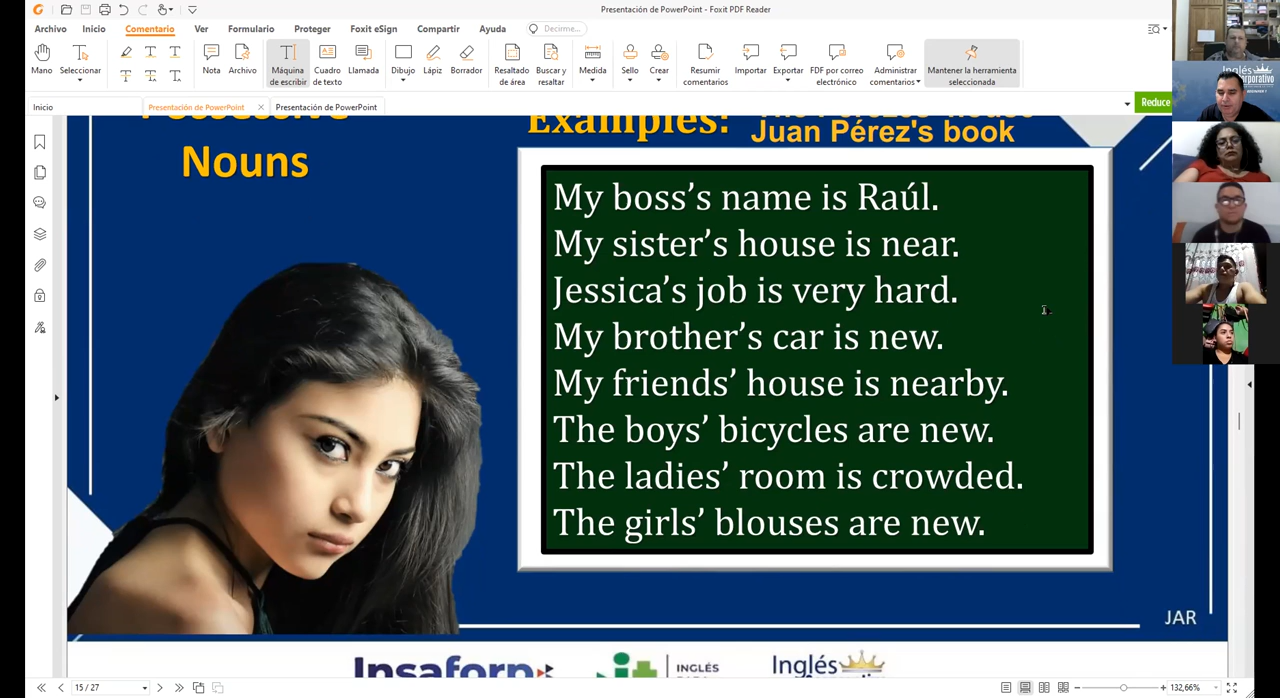 Presentación de PowerPoint - Foxit PDF Reader
Archivo Inicio Comentario Ver Formulario Proteger Foxit eSign Compartir Ayuda Decirme...
Mano Seleccionar Nota Archivo Máquina de escribir Cuadro de texto Llamada Dibujo Lápiz Borrador Resaltado de área Buscar y resaltar Medida Sello Crear Resumir comentarios Importar Exportar FDF por correo electrónico Administrar comentarios Mantener la herramienta seleccionada
Inicio Presentación de PowerPoint Presentación de PowerPoint
Reduce
Nouns
Examples:
Juan Pérez's book
My boss’s name is Raúl.
My sister’s house is near.
Jessica’s job is very hard.
My brother’s car is new.
My friends’ house is nearby.
The boys’ bicycles are new.
The ladies’ room is crowded.
The girls’ blouses are new.
JAR
Insaforp
INGLÉS
Inglés
15 / 27
132,66%
Inglés